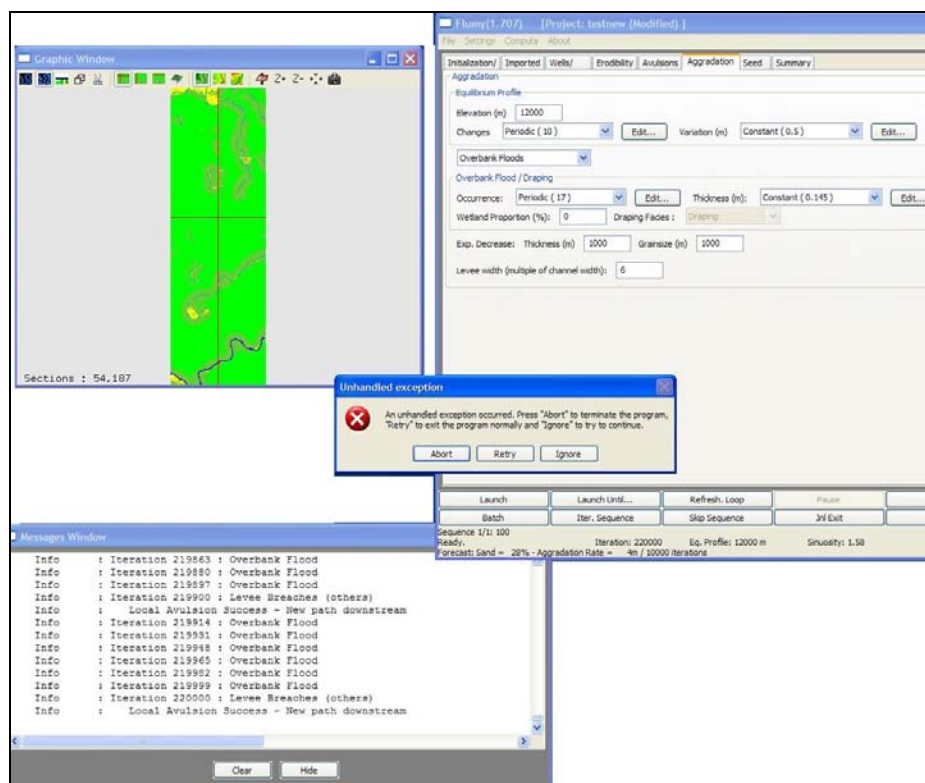 Graphic Window
Z+ Z-
Sections : 54.187
Flumy(1.707) [Project: testnew (Modified) ]
File Settings Compute About
Initialization/ Imported Wells/ Erodibility Avulsions Aggradation Seed Summary
Aggradation
Equilibrium Profile
Elevation (m) 12000
Changes Periodic ( 10 ) Edit... Variation (m) Constant ( 0.5 ) Edit...
Overbank Floods
Overbank Flood / Draping
Occurrence: Periodic ( 17 ) Edit... Thickness (m): Constant ( 0.145 ) Edit...
Wetland Proportion (%): 0 Draping Facies : Draping
Exp. Decrease: Thickness (m) 1000 Grainsize (m) 1000
Levee width (multiple of channel width): 6
Unhandled exception
An unhandled exception occurred. Press "Abort" to terminate the program,
"Retry" to exit the program normally and "Ignore" to try to continue.
Abort Retry Ignore
Launch Launch Until... Refresh. Loop Pause
Batch Iter. Sequence Skip Sequence Jnl Exit
Sequence 1/1: 100
Ready. Iteration: 220000 Eq. Profile: 12000 m Sinuosity: 1.58
Forecast: Sand = 28% - Aggradation Rate = 4m / 10000 iterations
Messages Window
Info : Iteration 219863 : Overbank Flood
Info : Iteration 219880 : Overbank Flood
Info : Iteration 219897 : Overbank Flood
Info : Iteration 219900 : Levee Breaches (others)
Info : Local Avulsion Success - New path downstream
Info : Iteration 219914 : Overbank Flood
Info : Iteration 219931 : Overbank Flood
Info : Iteration 219948 : Overbank Flood
Info : Iteration 219965 : Overbank Flood
Info : Iteration 219982 : Overbank Flood
Info : Iteration 219999 : Overbank Flood
Info : Iteration 220000 : Levee Breaches (others)
Info : Local Avulsion Success - New path downstream
Clear Hide